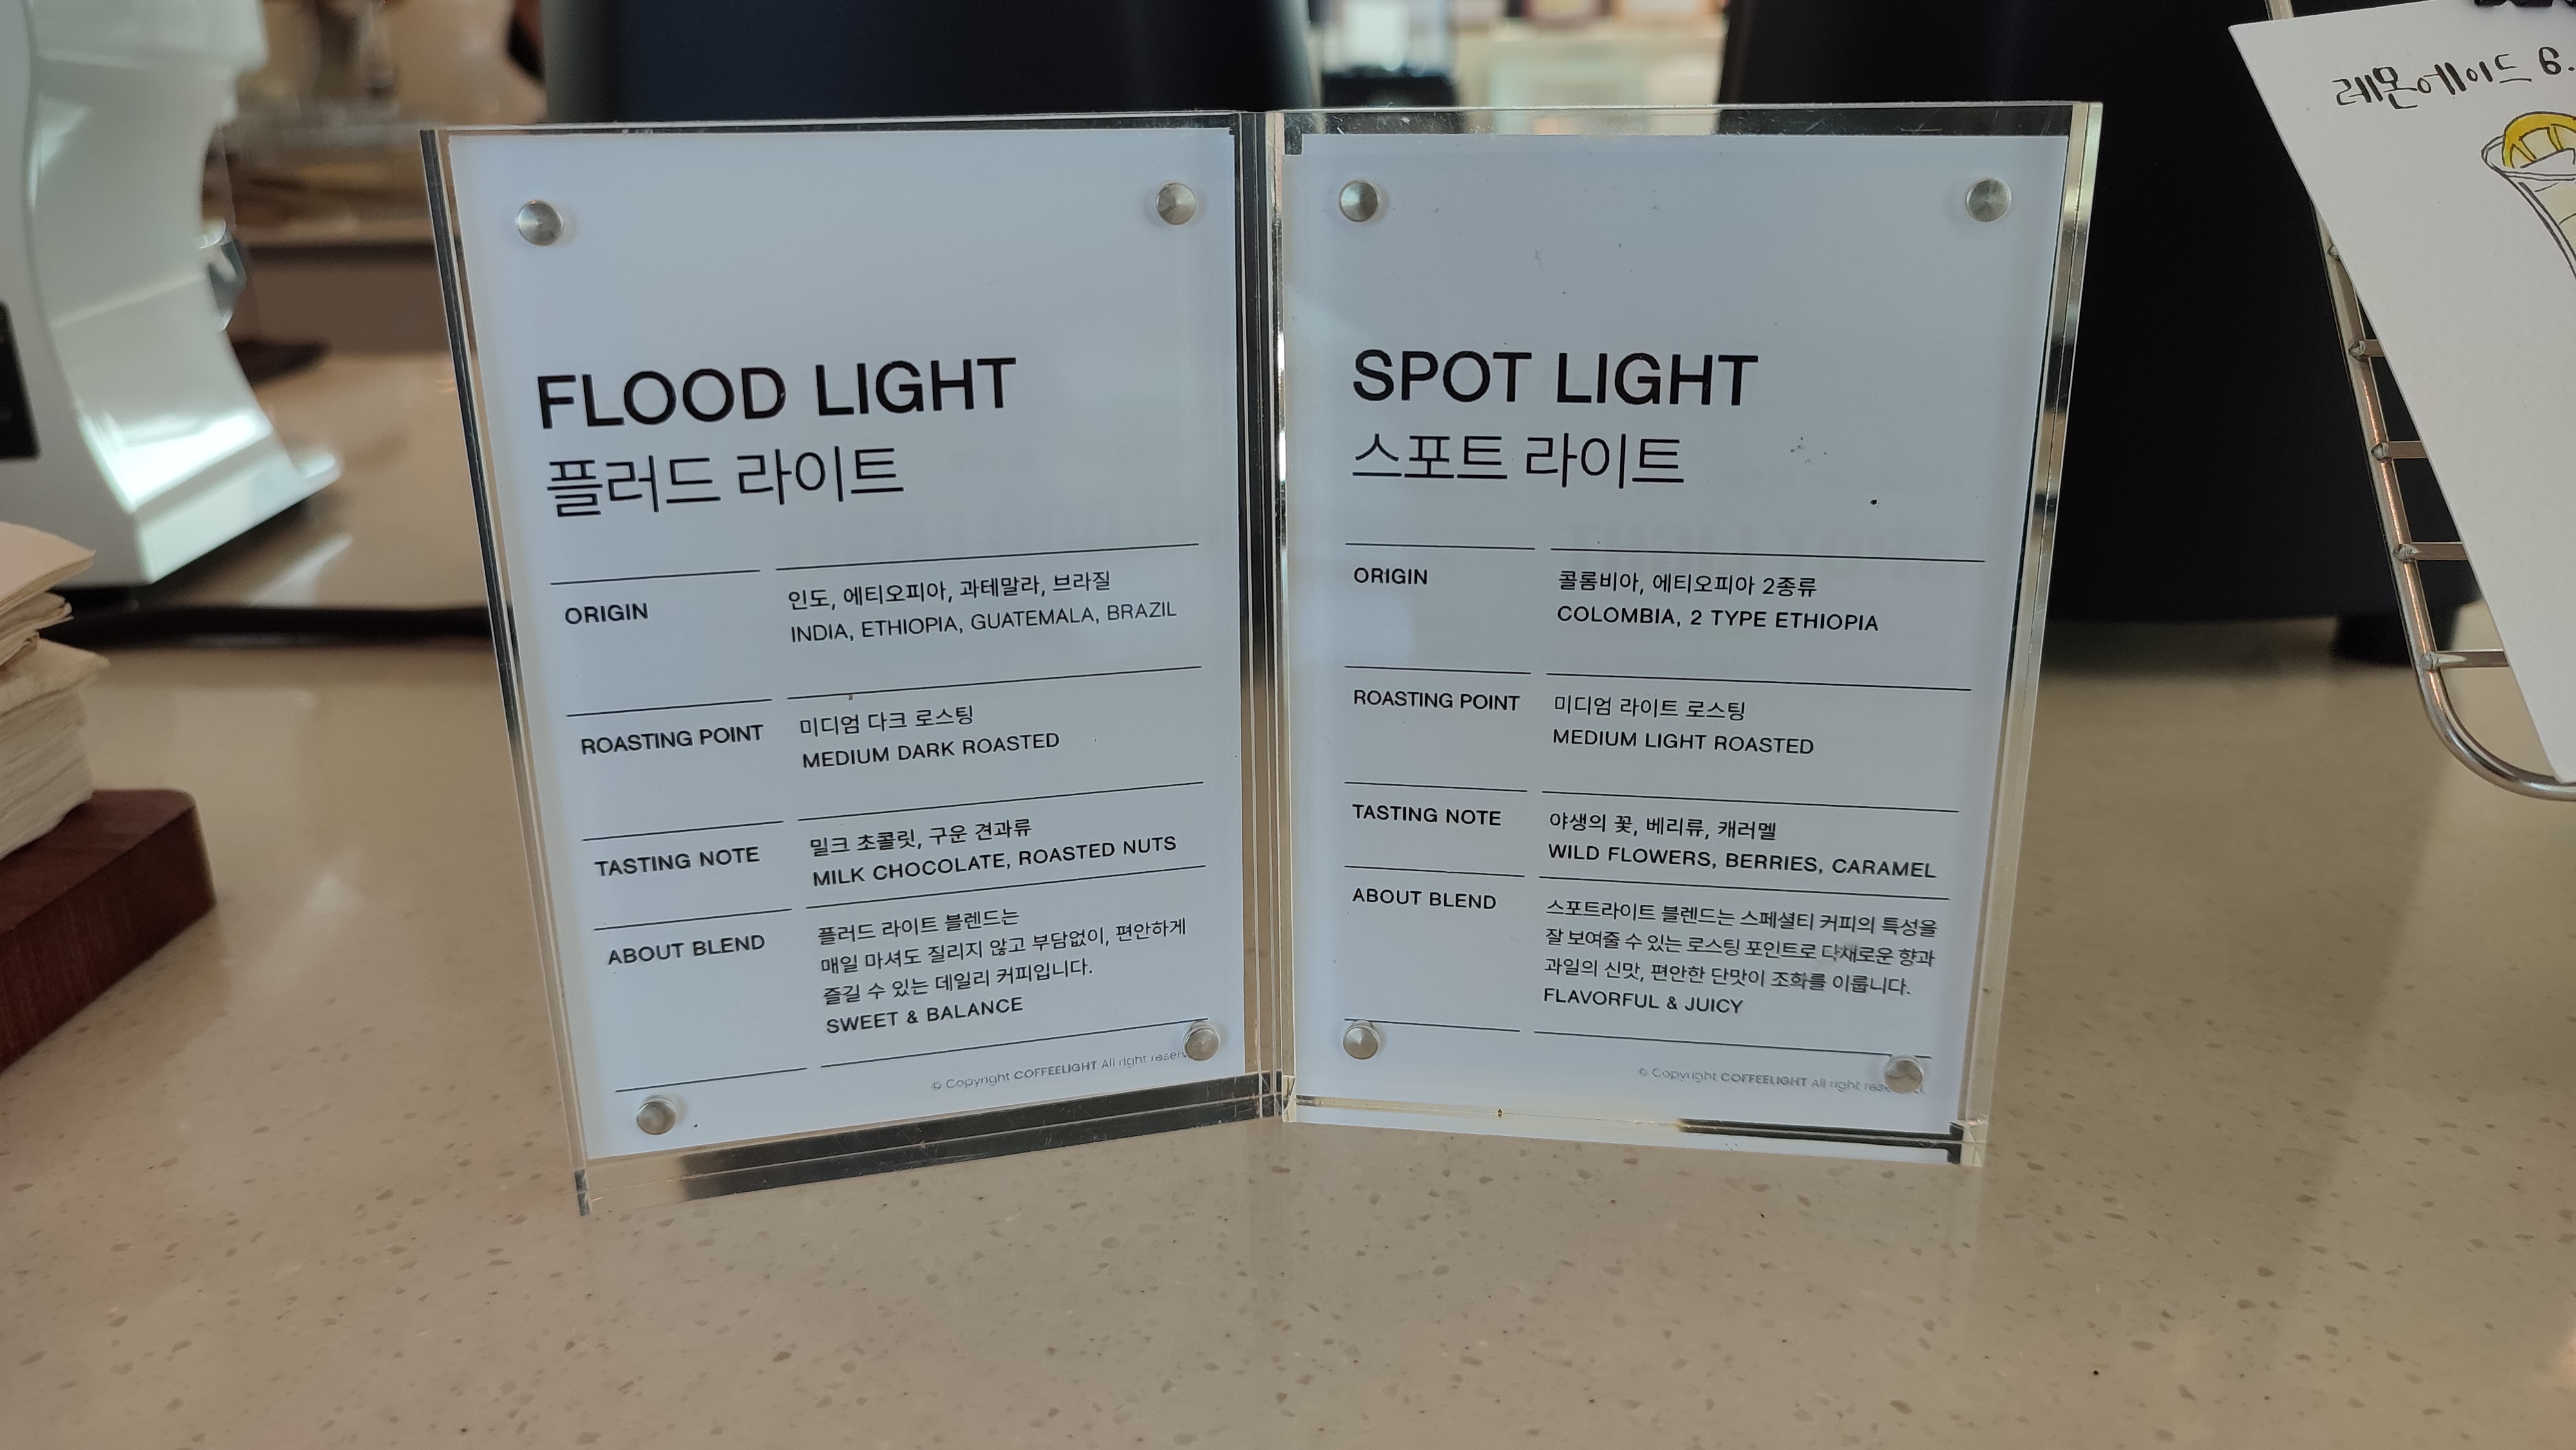 FLOOD LIGHT
플러드 라이트
ORIGIN
인도, 에티오피아, 과테말라, 브라질
INDIA, ETHIOPIA, GUATEMALA, BRAZIL
ROASTING POINT
미디엄 다크 로스팅
MEDIUM DARK ROASTED
TASTING NOTE
밀크 초콜릿, 구운 견과류
MILK CHOCOLATE, ROASTED NUTS
ABOUT BLEND
플러드 라이트 블렌드는
매일 마셔도 질리지 않고 부담없이, 편안하게
즐길 수 있는 데일리 커피입니다.
SWEET & BALANCE
© Copyright COFFEELIGHT All right
SPOT LIGHT
스포트 라이트
ORIGIN
콜롬비아, 에티오피아 2종류
COLOMBIA, 2 TYPE ETHIOPIA
ROASTING POINT
미디엄 라이트 로스팅
MEDIUM LIGHT ROASTED
TASTING NOTE
야생의 꽃, 베리류, 캐러멜
WILD FLOWERS, BERRIES, CARAMEL
ABOUT BLEND
스포트라이트 블렌드는 스페셜티 커피의 특성을
잘 보여줄 수 있는 로스팅 포인트로 다채로운 향과
과일의 신맛, 편안한 단맛이 조화를 이룹니다.
FLAVORFUL & JUICY
© Copyright COFFEELIGHT All right
레몬에이드 6.